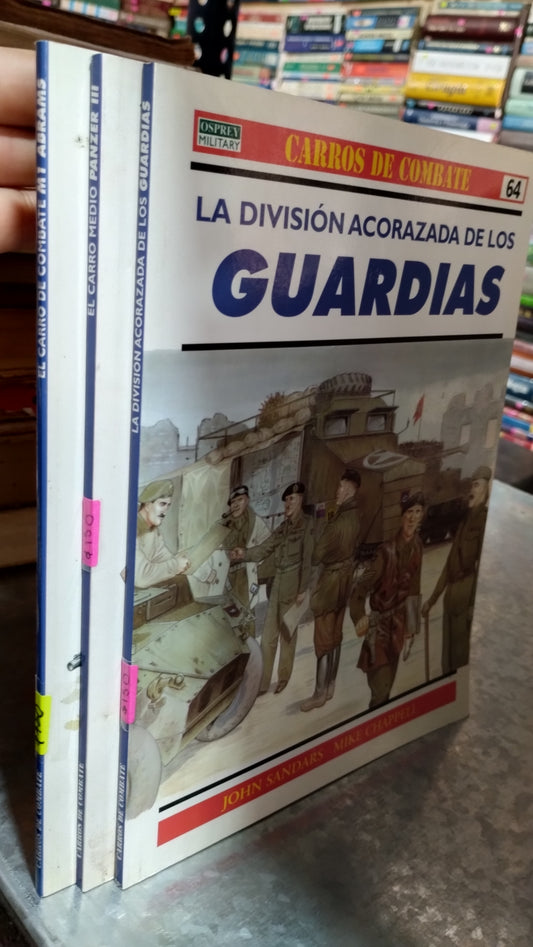 EL CARRO DE COMBATE M1 ABRAMS
CARROS DE COMBATE
EL CARRO MEDIO PANZER III
$150
CARROS DE COMBATE
LA DIVISIÓN ACORAZADA DE LOS GUARDIAS
$150
CARROS DE COMBATE
OSPREY
MILITARY
CARROS DE COMBATE
64
LA DIVISIÓN ACORAZADA DE LOS
GUARDIAS
JOHN SANDARS MIKE CHAPPELL